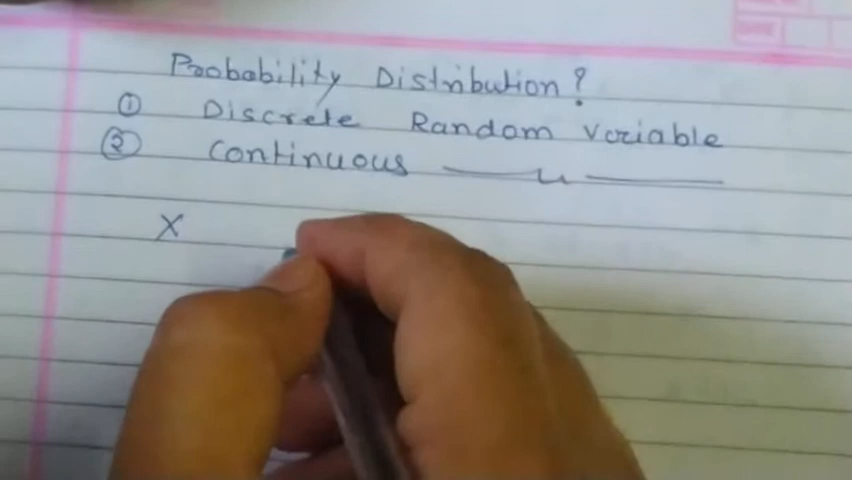 Probability Distribution?
① Discrete Random Variable
② Continuous —〃—
X